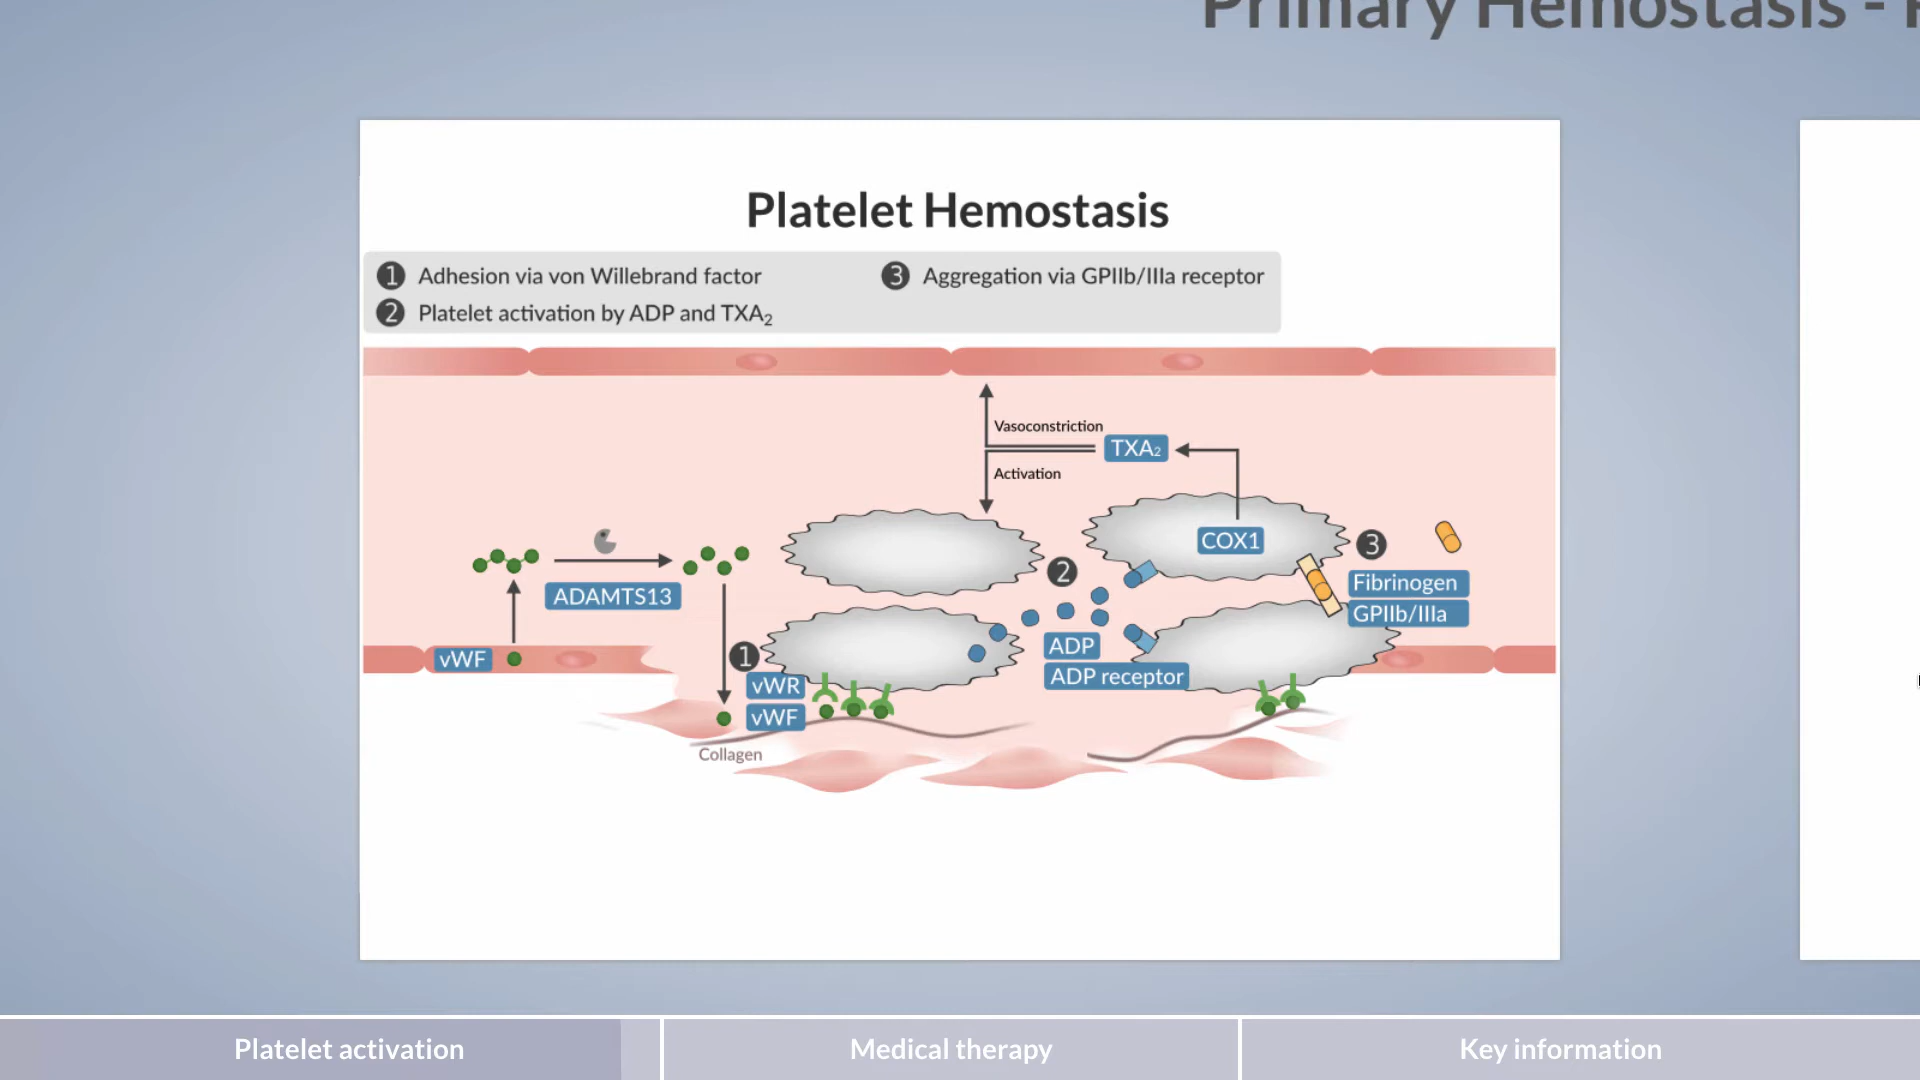 Primary Hemostasis -
Platelet Hemostasis
1 Adhesion via von Willebrand factor
2 Platelet activation by ADP and TXA₂
3 Aggregation via GPIIb/IIIa receptor
Vasoconstriction
TXA₂
Activation
COX1
3
2
Fibrinogen
GPIIb/IIIa
ADAMTS13
ADP
ADP receptor
vWF
1
vWR
vWF
Collagen
Platelet activation
Medical therapy
Key information